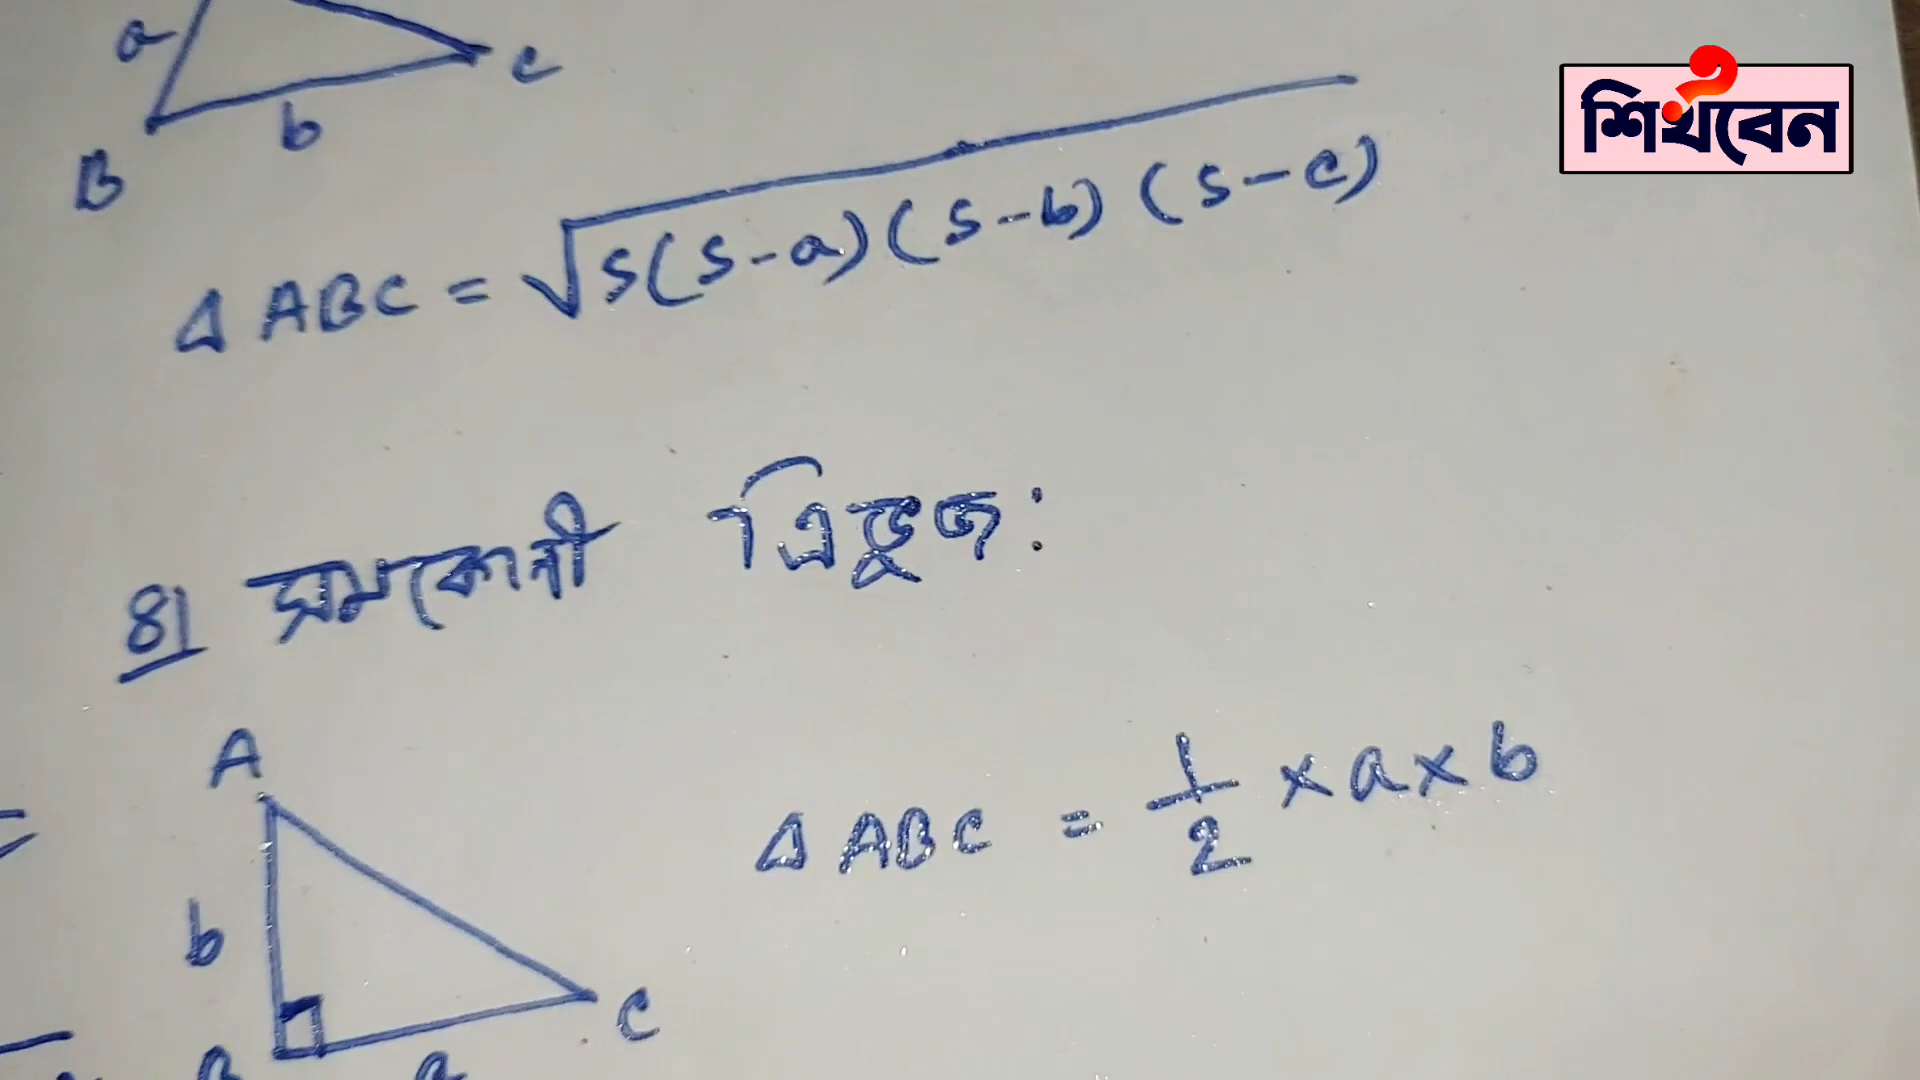 a
c
b
B
শিখবেন
Δ ABC = √s(s-a)(s-b)(s-c)
৪। সমকোনী ত্রিভূজ:
A
Δ ABC = 1/2 × a × b
b
C
B
a